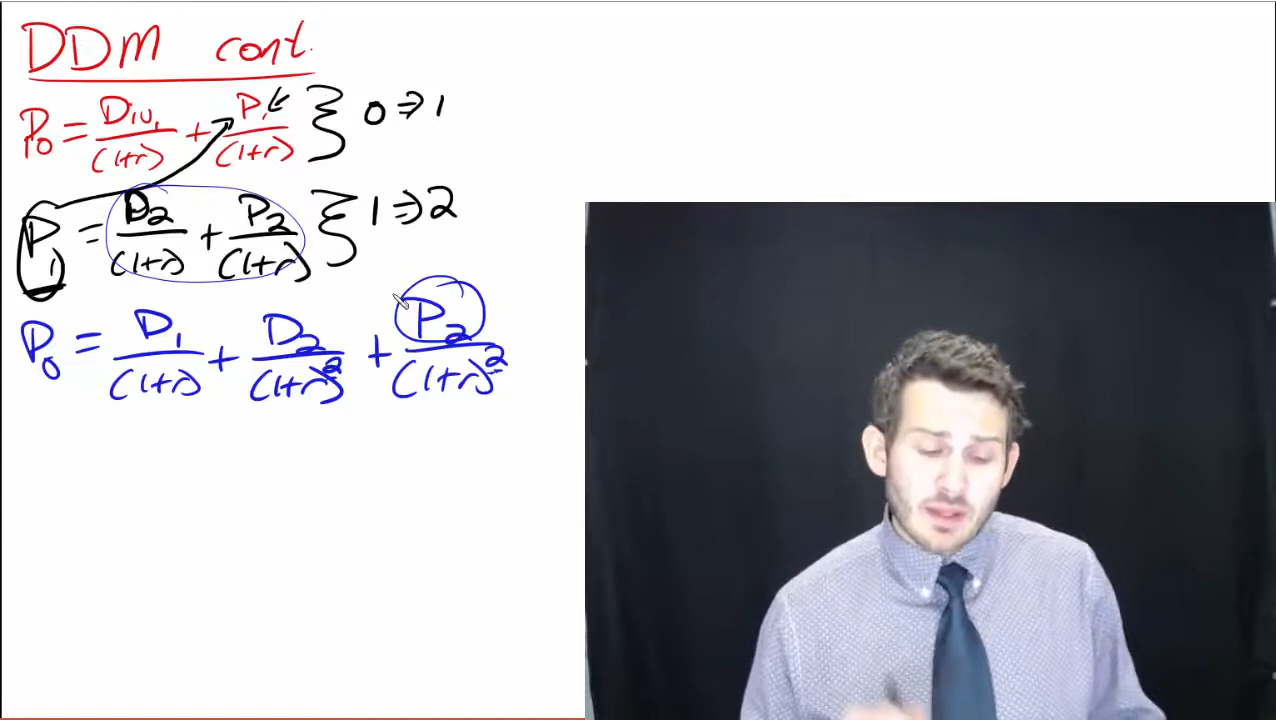 DDM cont.
P₀ = Div₁/(1+r) + P₁/(1+r) } 0 ⇒ 1
P₁ = D₂/(1+r) + P₂/(1+r) } 1 ⇒ 2
P₀ = D₁/(1+r) + D₂/(1+r)² + P₂/(1+r)²